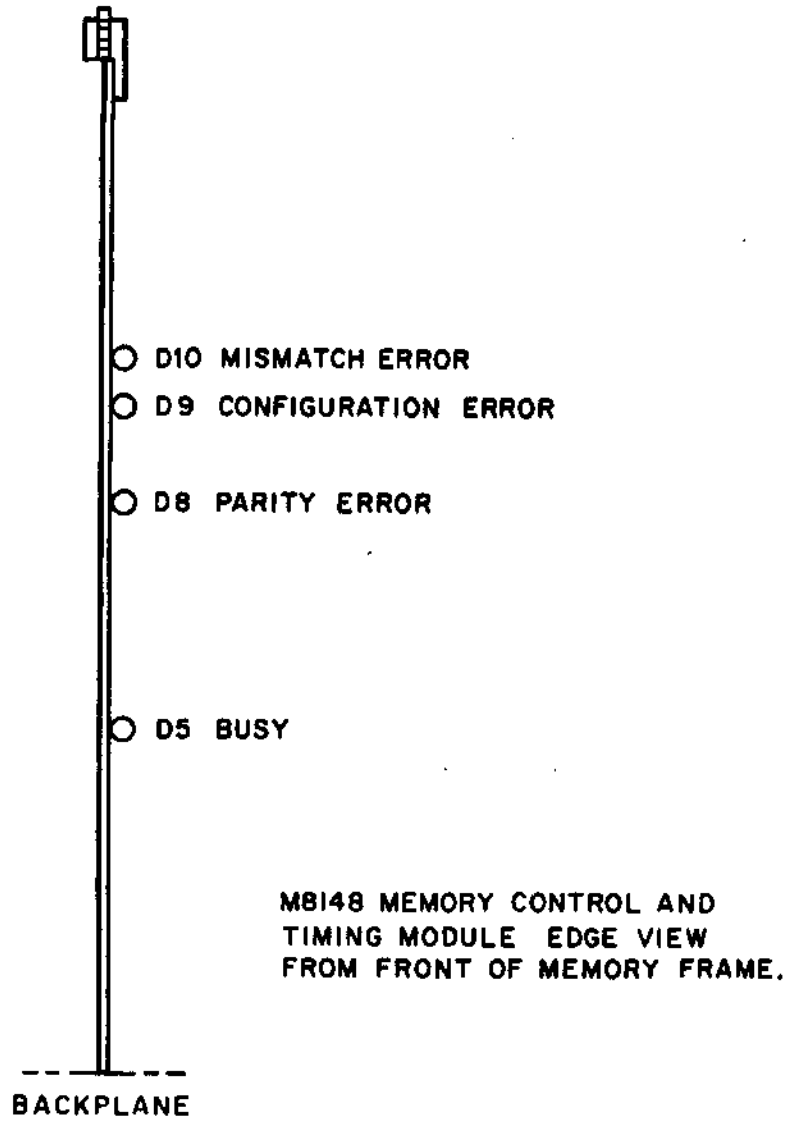 D10 MISMATCH ERROR
D9 CONFIGURATION ERROR
D8 PARITY ERROR
D5 BUSY
M8148 MEMORY CONTROL AND
TIMING MODULE EDGE VIEW
FROM FRONT OF MEMORY FRAME.
BACKPLANE